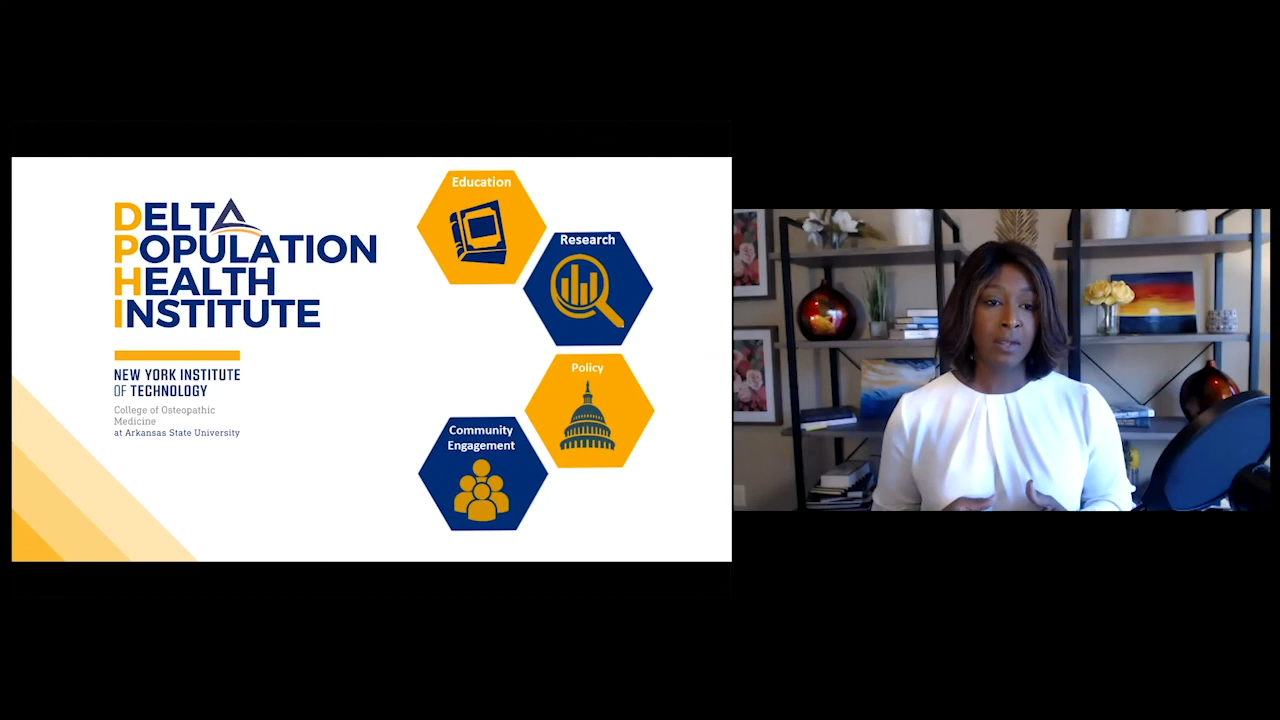 DELTA
POPULATION
HEALTH
INSTITUTE
NEW YORK INSTITUTE
OF TECHNOLOGY
College of Osteopathic
Medicine
at Arkansas State University
Education
Research
Policy
Community
Engagement